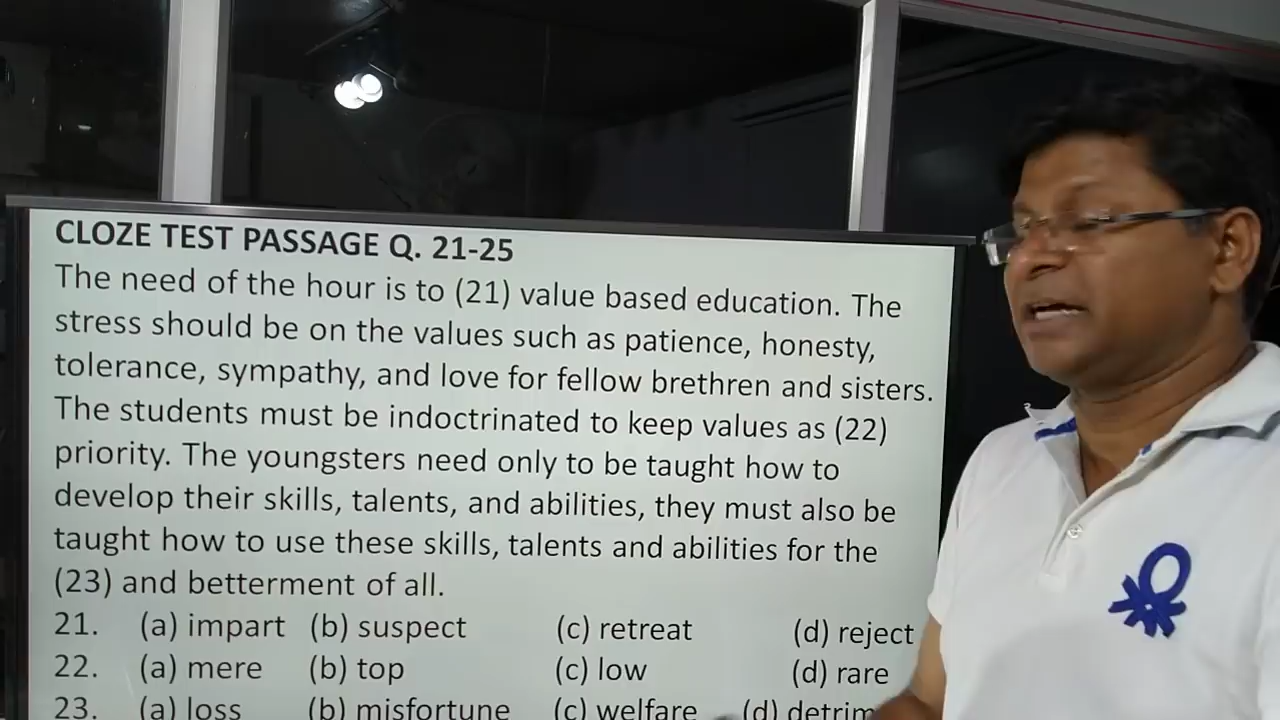 CLOZE TEST PASSAGE Q. 21-25
The need of the hour is to (21) value based education. The
stress should be on the values such as patience, honesty,
tolerance, sympathy, and love for fellow brethren and sisters.
The students must be indoctrinated to keep values as (22)
priority. The youngsters need only to be taught how to
develop their skills, talents, and abilities, they must also be
taught how to use these skills, talents and abilities for the
(23) and betterment of all.
21. (a) impart (b) suspect (c) retreat (d) reject
22. (a) mere (b) top (c) low (d) rare
23. (a) loss (b) misfortune (c) welfare (d)